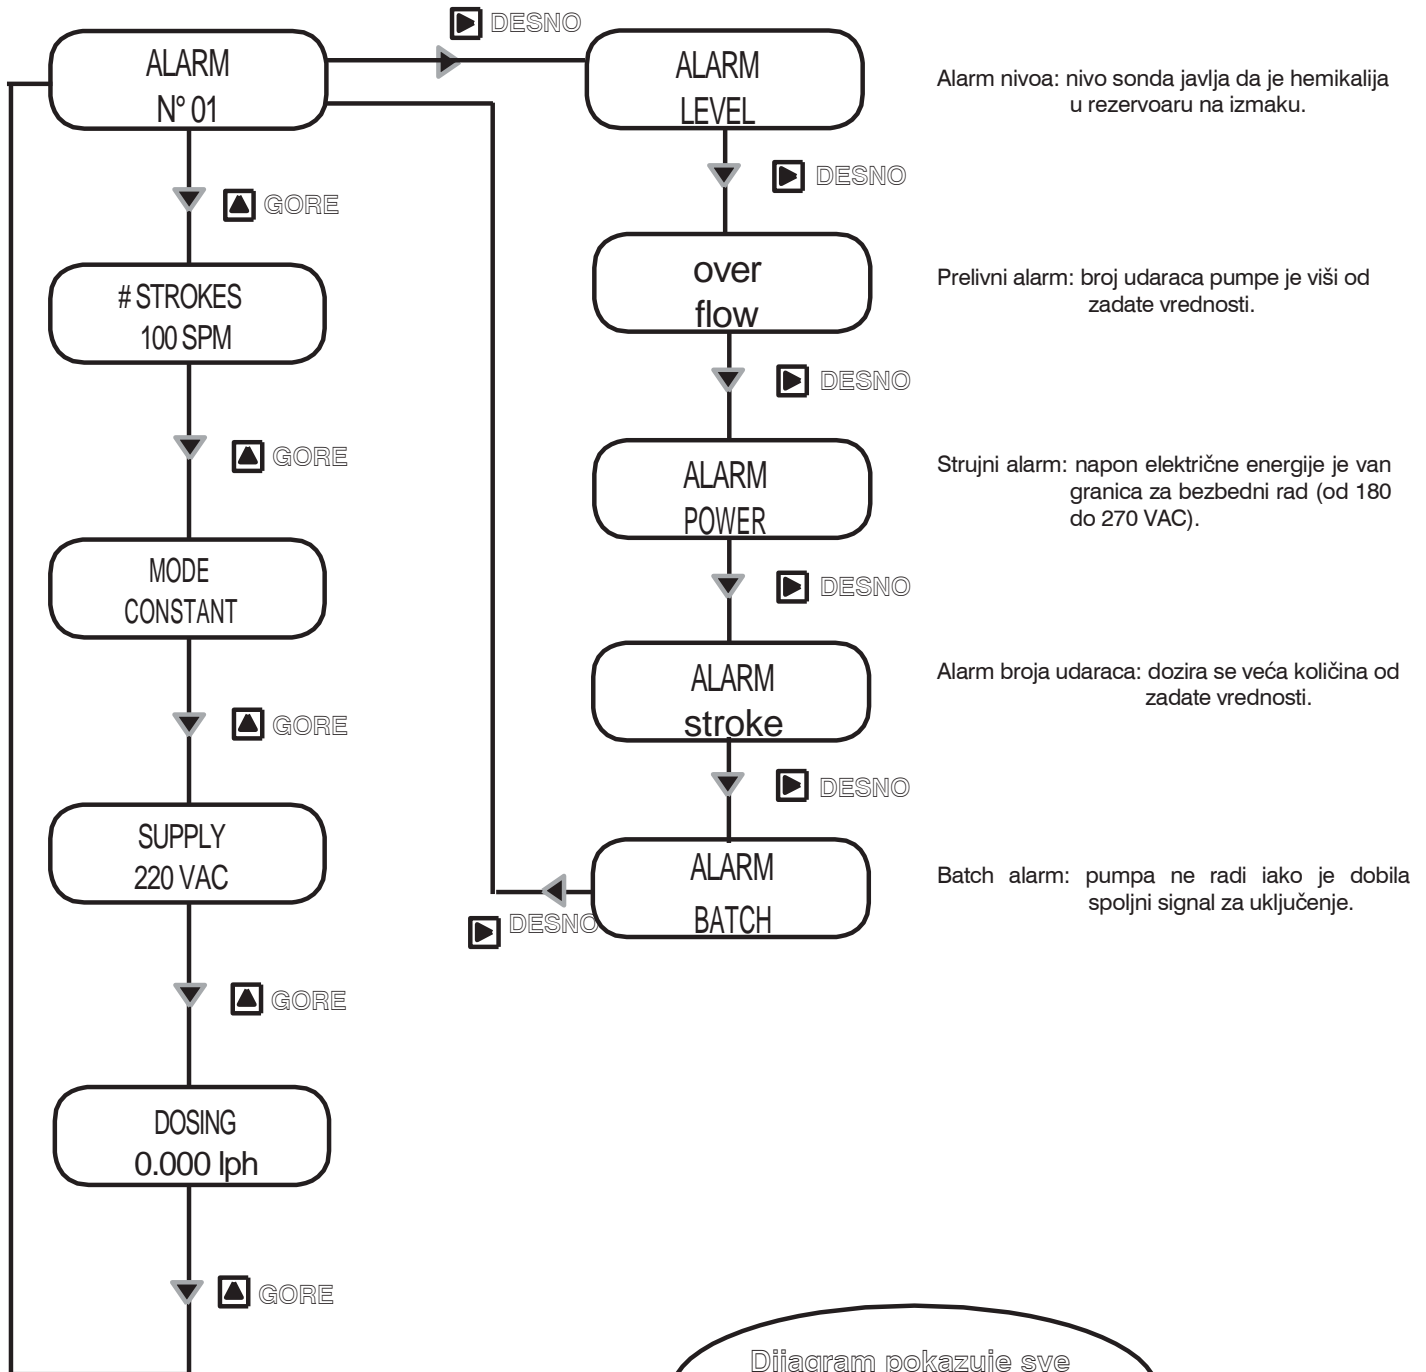 DESNO
ALARM
N° 01
ALARM
LEVEL
Alarm nivoa: nivo sonda javlja da je hemikalija
u rezervoaru na izmaku.
DESNO
GORE
# STROKES
100 SPM
over
flow
Prelivni alarm: broj udaraca pumpe je viši od
zadate vrednosti.
DESNO
GORE
ALARM
POWER
Strujni alarm: napon električne energije je van
granica za bezbedni rad (od 180
do 270 VAC).
MODE
CONSTANT
DESNO
ALARM
stroke
Alarm broja udaraca: dozira se veća količina od
zadate vrednosti.
GORE
DESNO
SUPPLY
220 VAC
ALARM
BATCH
Batch alarm: pumpa ne radi iako je dobila
spoljni signal za uključenje.
DESNO
GORE
DOSING
0.000 lph
GORE
Dijagram pokazuje sve